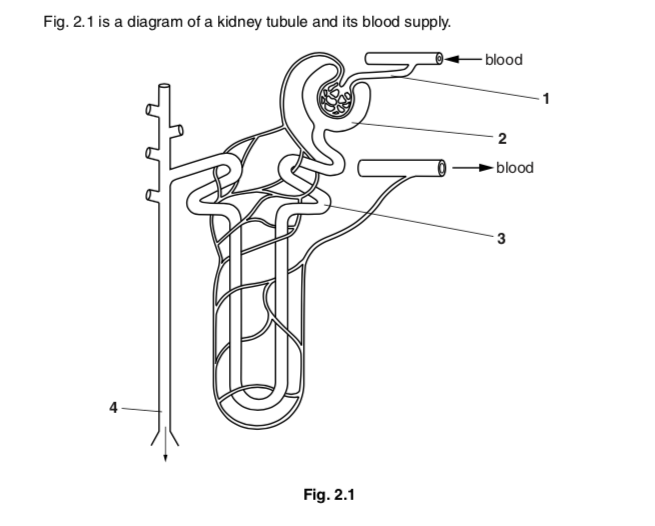 Fig. 2.1 is a diagram of a kidney tubule and its blood supply.
blood
1
2
blood
3
4
Fig. 2.1